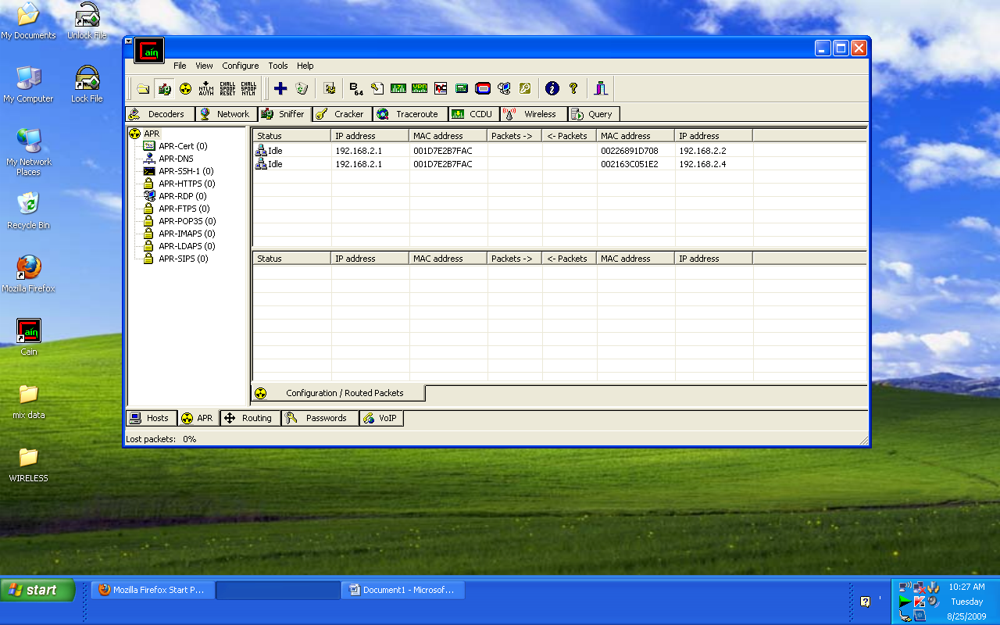 My Documents
Unlock File
My Computer
Lock File
My Network
Places
Recycle Bin
Mozilla Firefox
Cain
mix data
WIRELESS
Cain
File View Configure Tools Help
NTLM AUTH
CHALL SPOOF RESET
CHALL SPOOF NTLM
B 64
VPN
Decoders Network Sniffer Cracker Traceroute CCDU Wireless Query
APR
APR-Cert (0)
APR-DNS
APR-SSH-1 (0)
APR-HTTPS (0)
APR-RDP (0)
APR-FTPS (0)
APR-POP3S (0)
APR-IMAPS (0)
APR-LDAPS (0)
APR-SIPS (0)
Status IP address MAC address Packets -> <- Packets MAC address IP address
Idle 192.168.2.1 001D7E2B7FAC 00226891D708 192.168.2.2
Idle 192.168.2.1 001D7E2B7FAC 002163C051E2 192.168.2.4
Status IP address MAC address Packets -> <- Packets MAC address IP address
Configuration / Routed Packets
Hosts APR Routing Passwords VoIP
Lost packets: 0%
start
Mozilla Firefox Start P...
Document1 - Microsof...
10:27 AM
Tuesday
8/25/2009